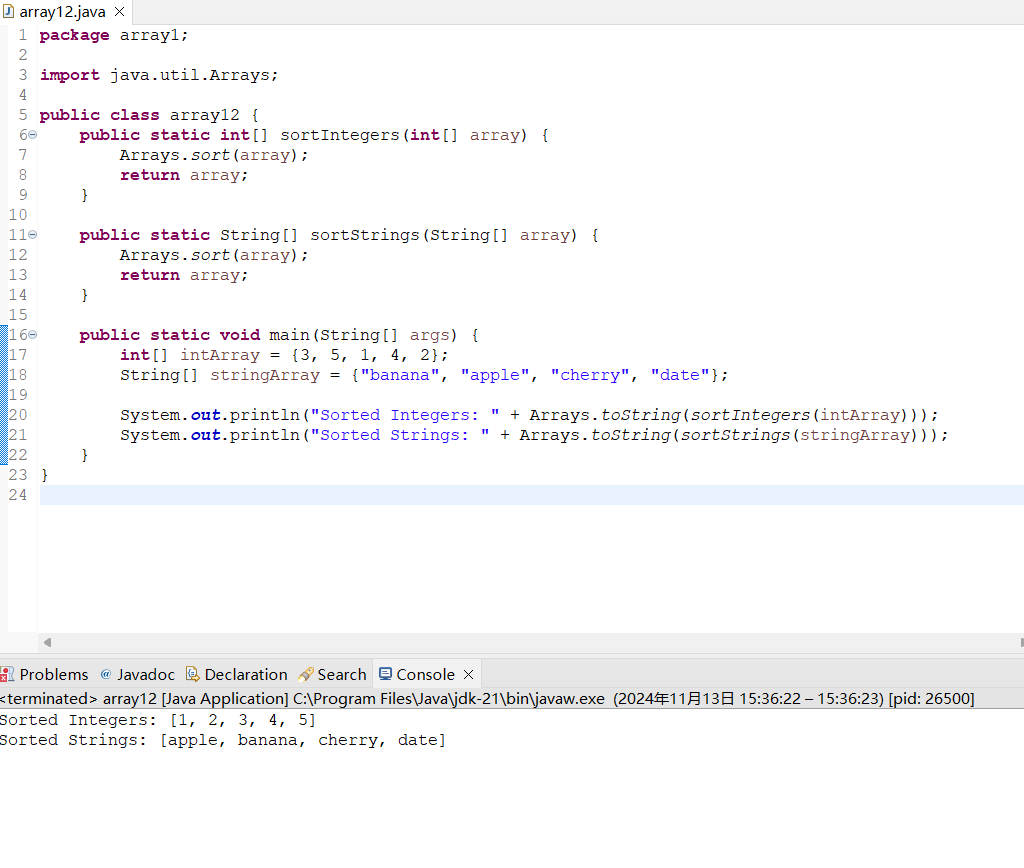 array12.java
1 package array1;
2
3 import java.util.Arrays;
4
5 public class array12 {
6     public static int[] sortIntegers(int[] array) {
7         Arrays.sort(array);
8         return array;
9     }
10
11     public static String[] sortStrings(String[] array) {
12         Arrays.sort(array);
13         return array;
14     }
15
16     public static void main(String[] args) {
17         int[] intArray = {3, 5, 1, 4, 2};
18         String[] stringArray = {"banana", "apple", "cherry", "date"};
19
20         System.out.println("Sorted Integers: " + Arrays.toString(sortIntegers(intArray)));
21         System.out.println("Sorted Strings: " + Arrays.toString(sortStrings(stringArray)));
22     }
23 }
24
Problems @ Javadoc Declaration Search Console
<terminated> array12 [Java Application] C:\Program Files\Java\jdk-21\bin\javaw.exe (2024年11月13日 15:36:22 – 15:36:23) [pid: 26500]
Sorted Integers: [1, 2, 3, 4, 5]
Sorted Strings: [apple, banana, cherry, date]